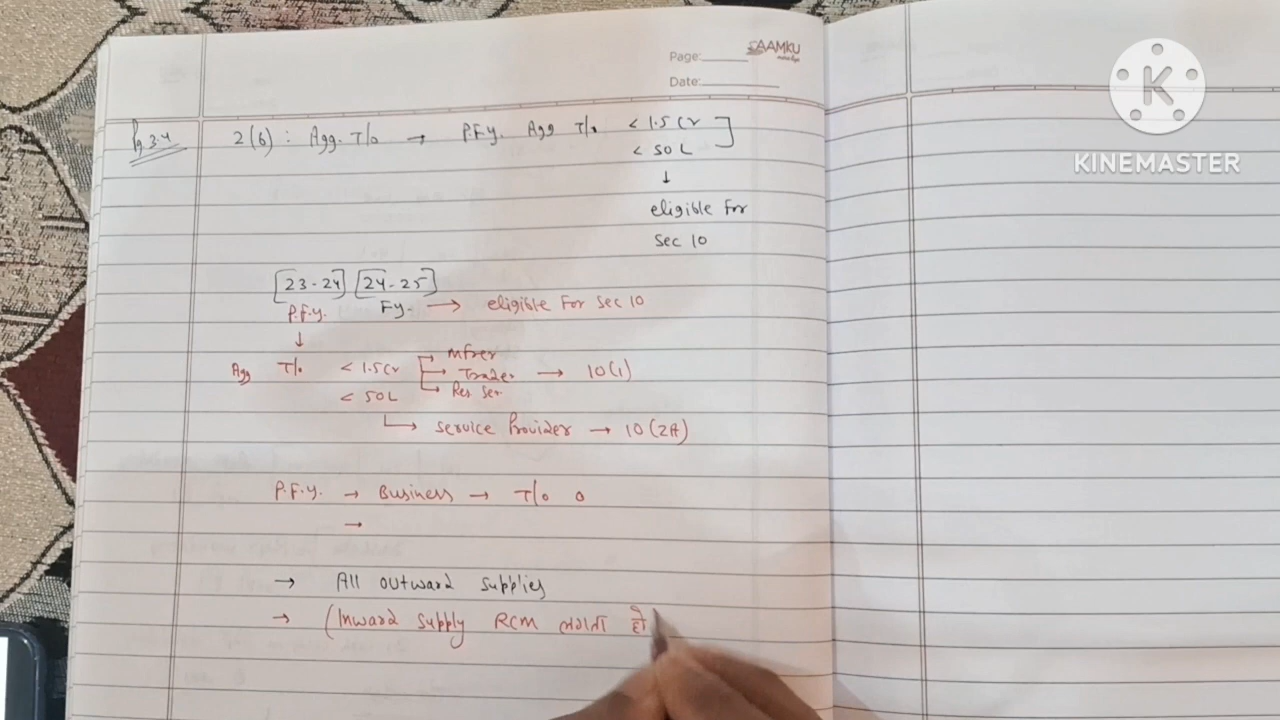 SAAMKU
Page:
Date:
KINEMASTER
Pg 3.4
2(6) : Agg. T/o → P.F.y. Agg T/o < 1.5 Cr
< 50 L
↓
eligible for
Sec 10
[23-24] [24-25]
P.F.y. Fy. → eligible for Sec 10
↓
Agg T/o < 1.5 Cr → mfrer
→ Trader → 10(1)
→ Res. Ser.
< 50L
→ Service Provider → 10(2A)
P.F.y. → Business → T/o 0
→
→ All outward supplies
→ (Inward supply RCM लगता हो